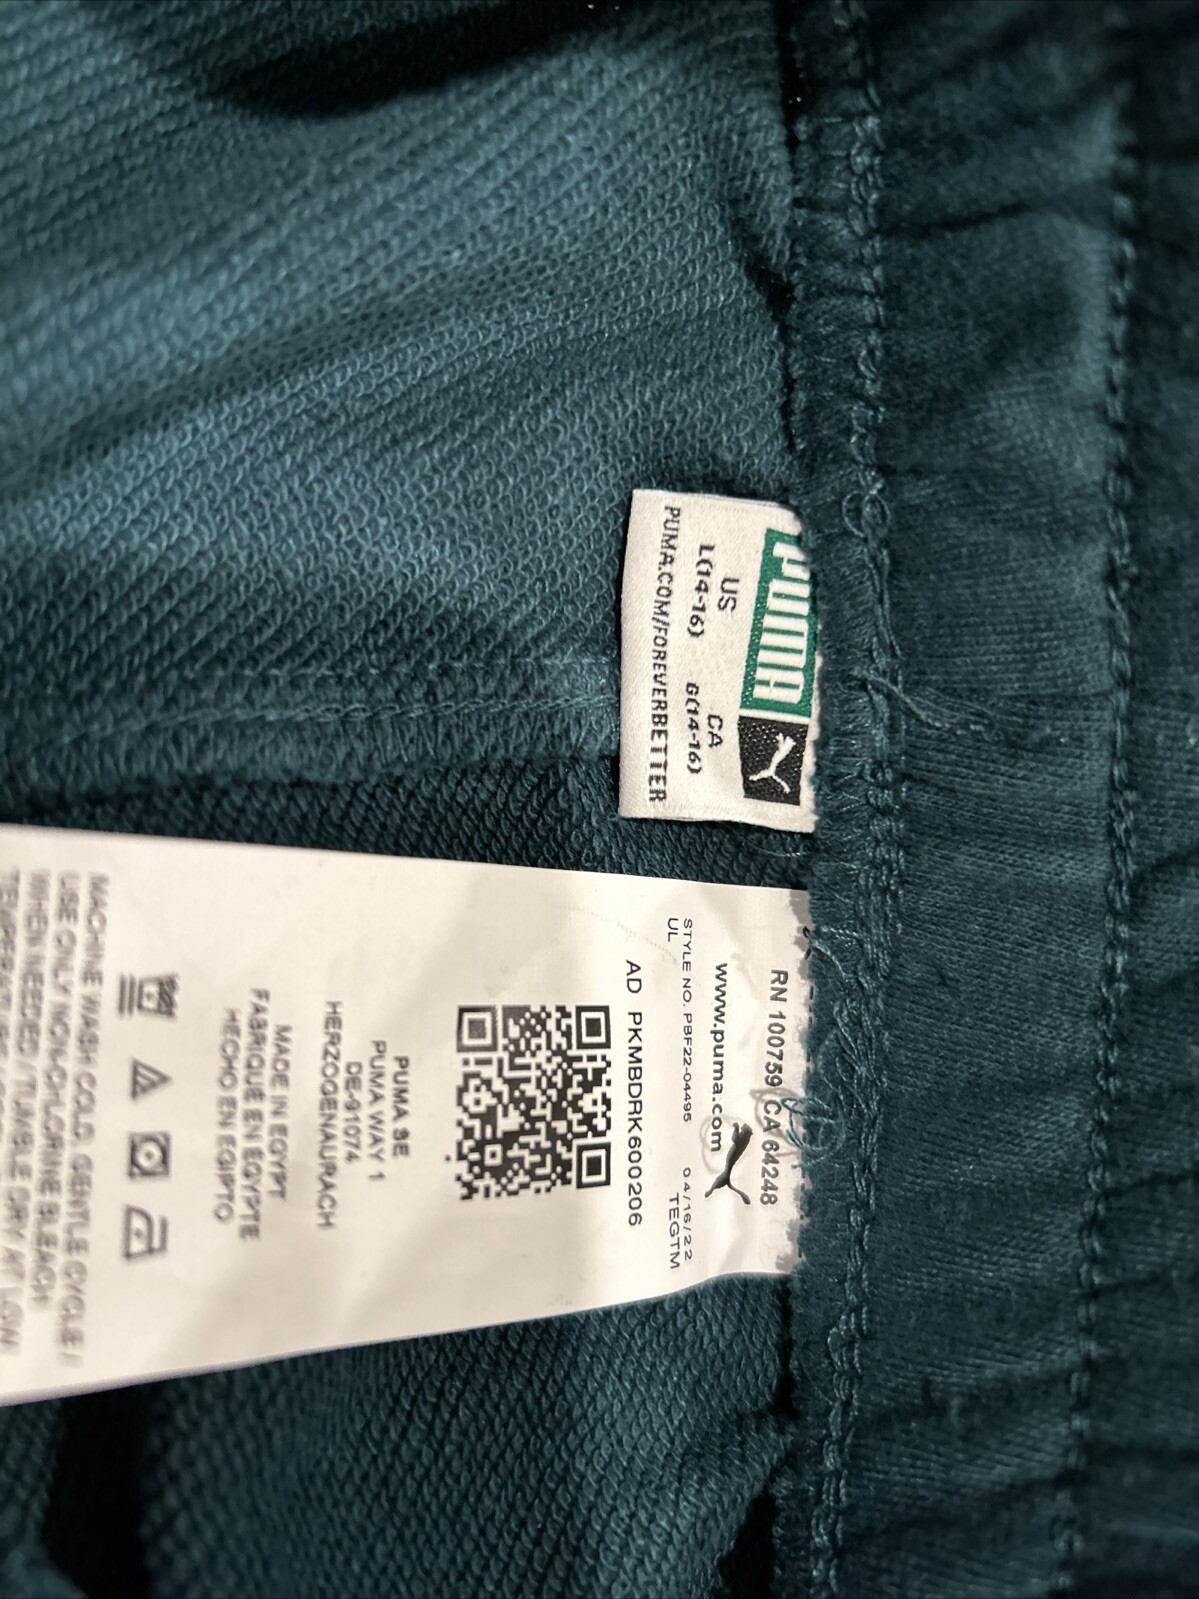 PUMA
US CA
L(14-16) G(14-16)
PUMA.COM/FOREVERBETTER
RN 100759 CA 64248
www.puma.com
STYLE NO. PBF22-04495 04/16/22
UL TEGTM
AD PKMBDRK600206
PUMA SE
PUMA WAY 1
DE-91074
HERZOGENAURACH
MADE IN EGYPT
FABRIQUE EN EGYPTE
HECHO EN EGIPTO
MACHINE WASH COLD, GENTLE CYCLE /
USE ONLY NON-CHLORINE BLEACH
WHEN NEEDED / TUMBLE DRY AT LOW